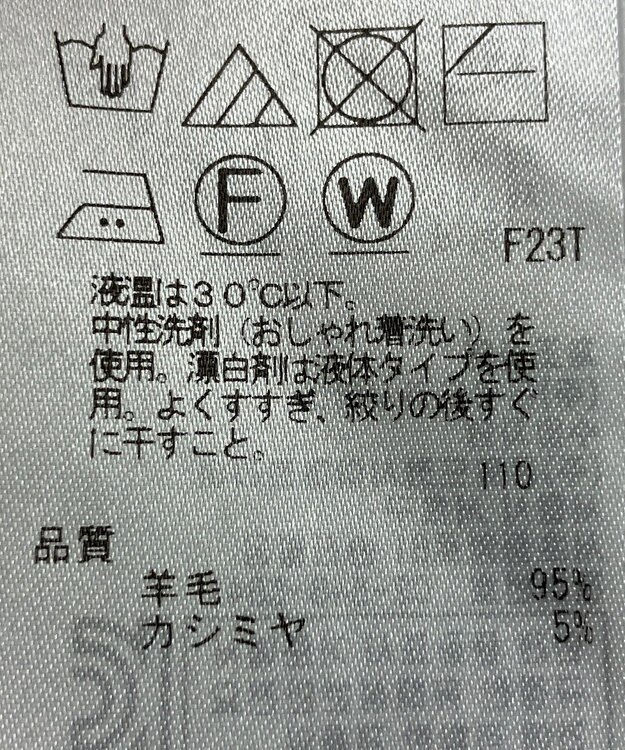 F
W
F23T
液温は30℃以下。
中性洗剤（おしゃれ着洗い）を
使用。漂白剤は液体タイプを使
用。よくすすぎ、絞りの後すぐ
に干すこと。
110
品質
羊毛 95%
カシミヤ 5%